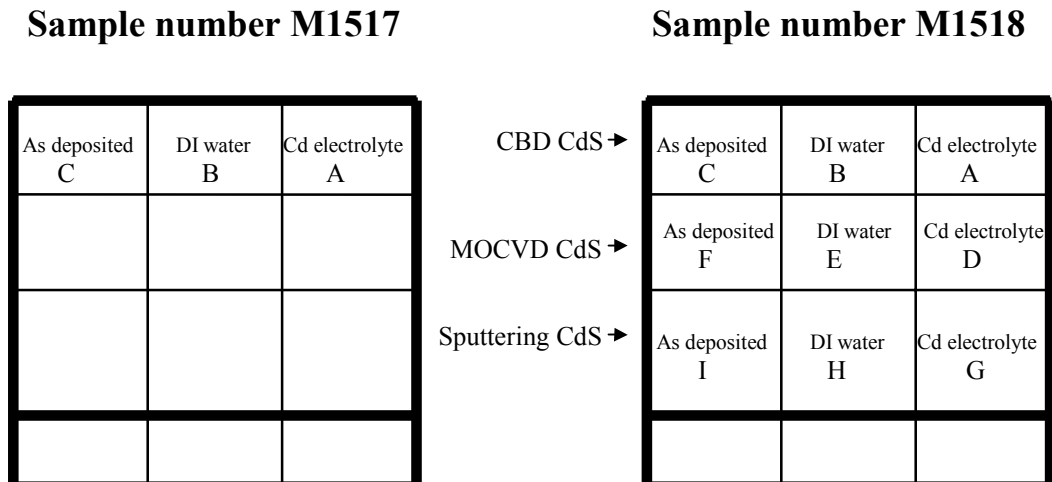 Sample number M1517
Sample number M1518
As deposited
C
DI water
B
Cd electrolyte
A
CBD CdS
As deposited
C
DI water
B
Cd electrolyte
A
MOCVD CdS
As deposited
F
DI water
E
Cd electrolyte
D
Sputtering CdS
As deposited
I
DI water
H
Cd electrolyte
G